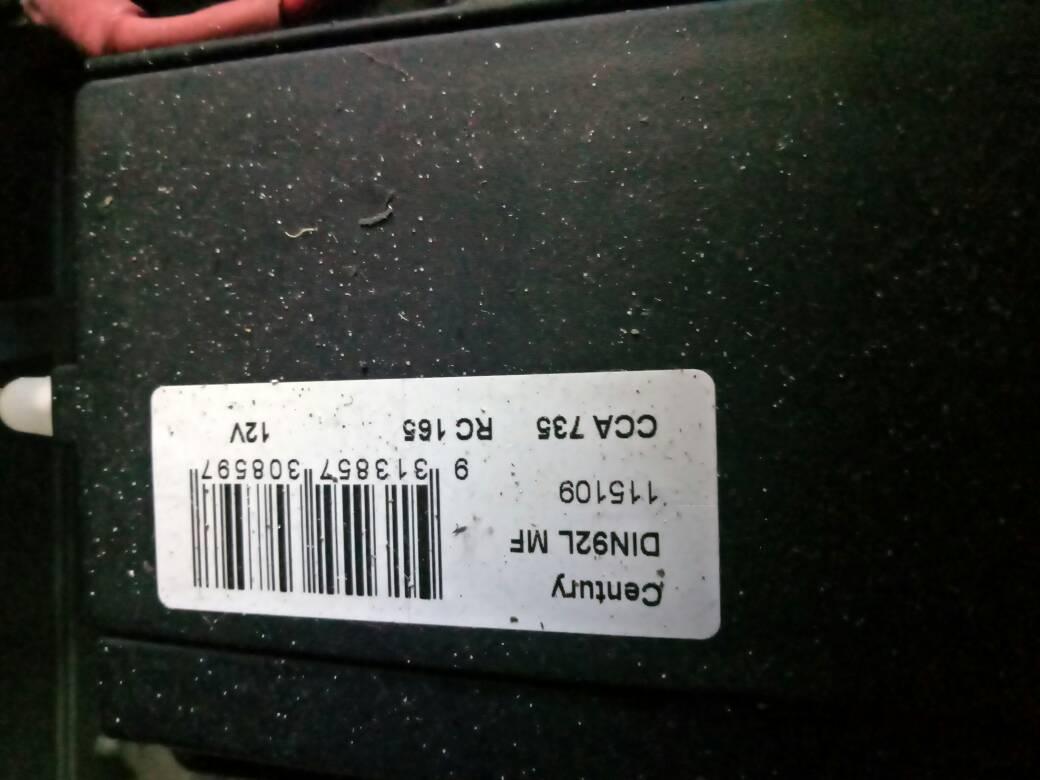 Century
DIN92L MF
115109
9 313857 308597
CCA 735 RC 165 12V